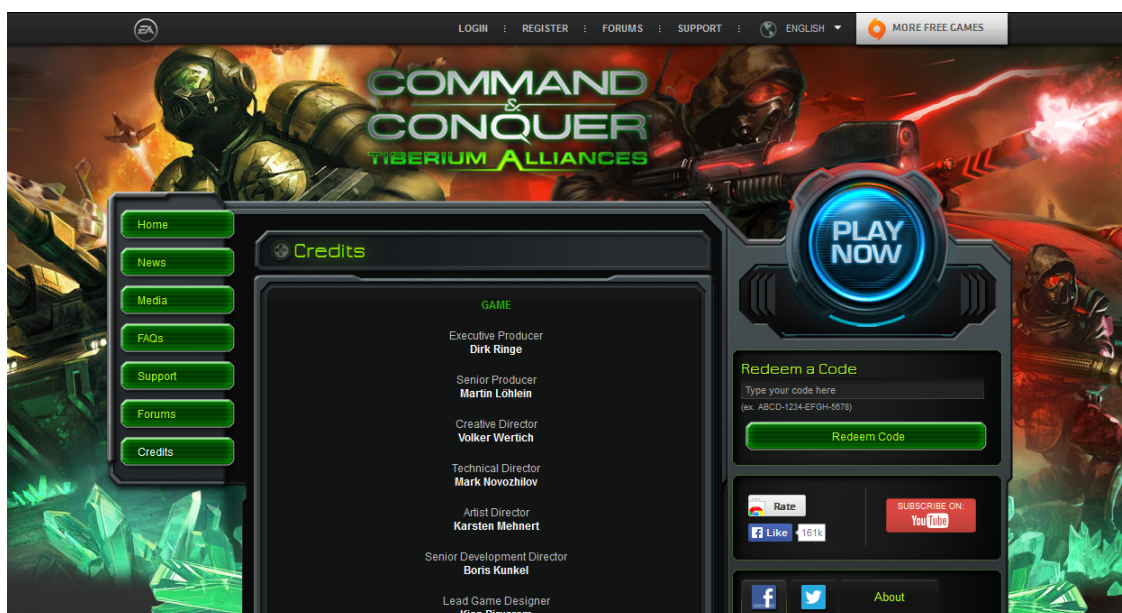 EA
LOGIN : REGISTER : FORUMS : SUPPORT : ENGLISH
MORE FREE GAMES
COMMAND
&
CONQUER
TIBERIUM ALLIANCES
Home
News
Media
FAQs
Support
Forums
Credits
Credits
GAME
Executive Producer
Dirk Ringe
Senior Producer
Martin Löhlein
Creative Director
Volker Wertich
Technical Director
Mark Novozhilov
Artist Director
Karsten Mehnert
Senior Development Director
Boris Kunkel
Lead Game Designer
PLAY
NOW
Redeem a Code
Type your code here
(ex. ABCD-1234-EFGH-5678)
Redeem Code
Rate
Like 161k
SUBSCRIBE ON:
YouTube
About